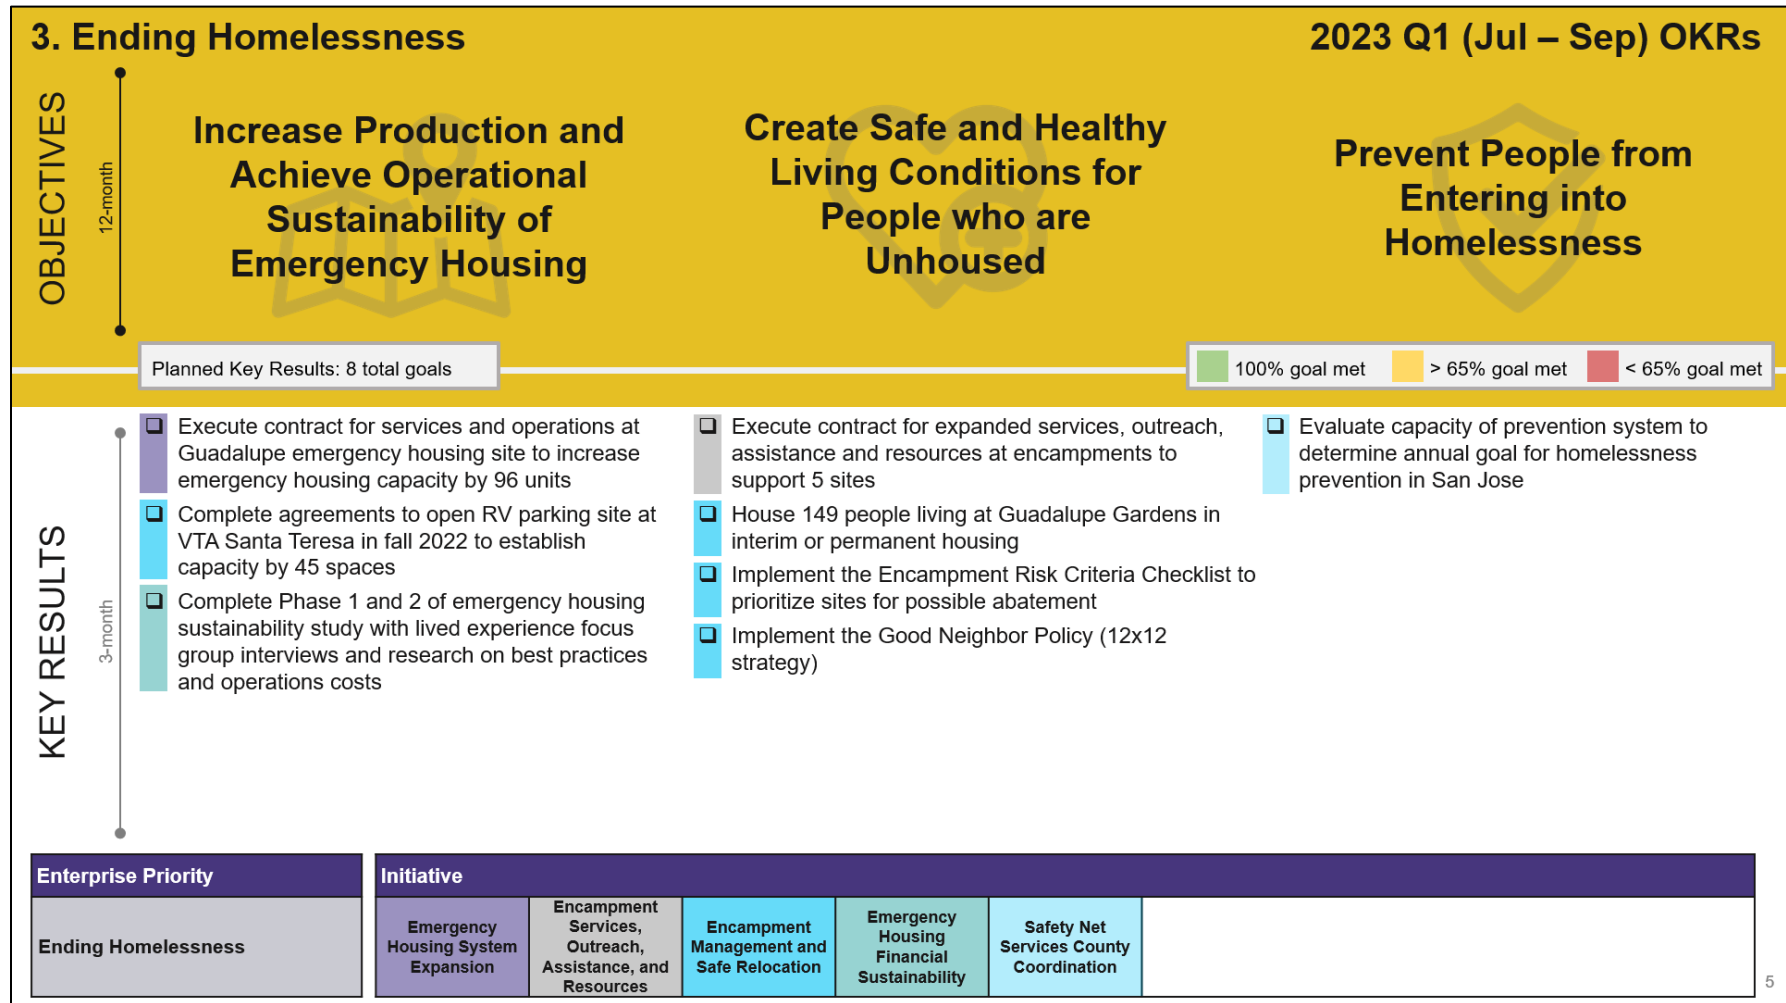 3. Ending Homelessness
2023 Q1 (Jul – Sep) OKRs
OBJECTIVES
12-month
Increase Production and
Achieve Operational
Sustainability of
Emergency Housing
Create Safe and Healthy
Living Conditions for
People who are
Unhoused
Prevent People from
Entering into
Homelessness
Planned Key Results: 8 total goals
100% goal met
> 65% goal met
< 65% goal met
KEY RESULTS
3-month
❑ Execute contract for services and operations at
Guadalupe emergency housing site to increase
emergency housing capacity by 96 units
❑ Complete agreements to open RV parking site at
VTA Santa Teresa in fall 2022 to establish
capacity by 45 spaces
❑ Complete Phase 1 and 2 of emergency housing
sustainability study with lived experience focus
group interviews and research on best practices
and operations costs
❑ Execute contract for expanded services, outreach,
assistance and resources at encampments to
support 5 sites
❑ House 149 people living at Guadalupe Gardens in
interim or permanent housing
❑ Implement the Encampment Risk Criteria Checklist to
prioritize sites for possible abatement
❑ Implement the Good Neighbor Policy (12x12
strategy)
❑ Evaluate capacity of prevention system to
determine annual goal for homelessness
prevention in San Jose
Enterprise Priority
Initiative
Ending Homelessness
Emergency
Housing System
Expansion
Encampment
Services,
Outreach,
Assistance, and
Resources
Encampment
Management and
Safe Relocation
Emergency
Housing
Financial
Sustainability
Safety Net
Services County
Coordination
5